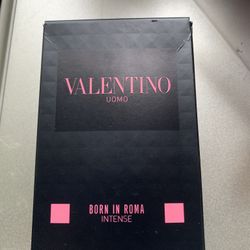 VALENTINO
UOMO
BORN IN ROMA
INTENSE